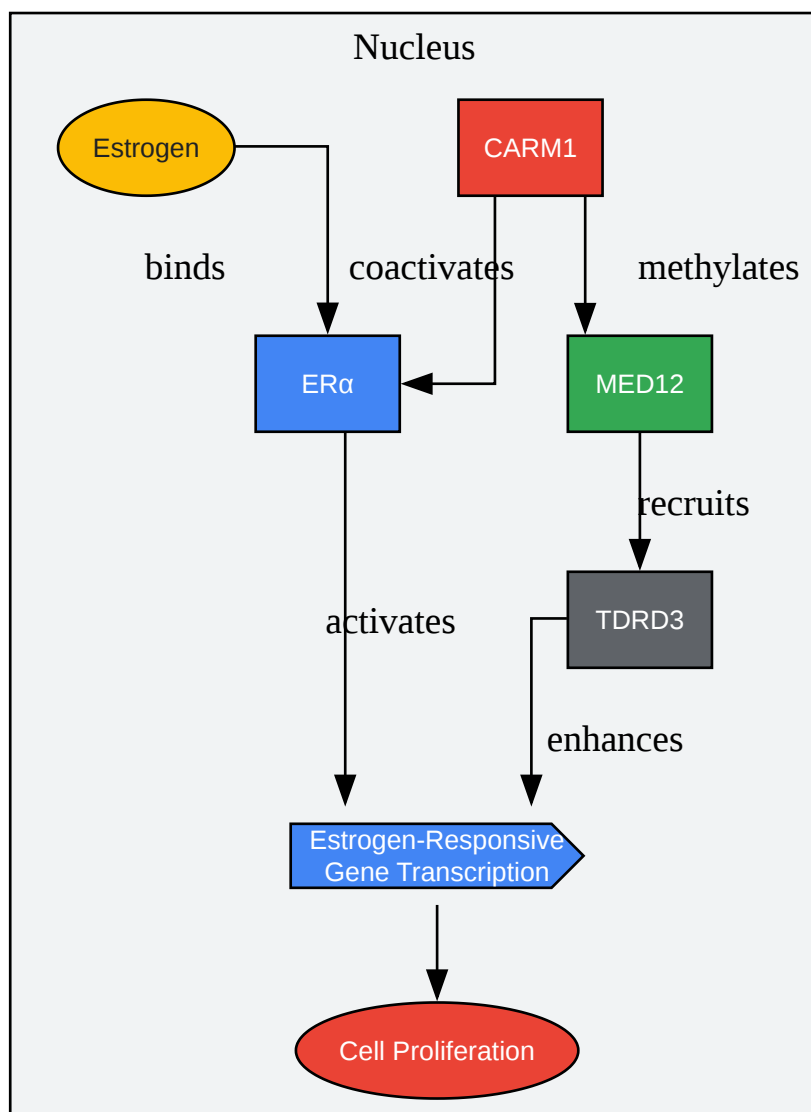 Nucleus
Estrogen
CARM1
binds
coactivates
methylates
ERα
MED12
recruits
TDRD3
activates
enhances
Estrogen-Responsive
Gene Transcription
Cell Proliferation